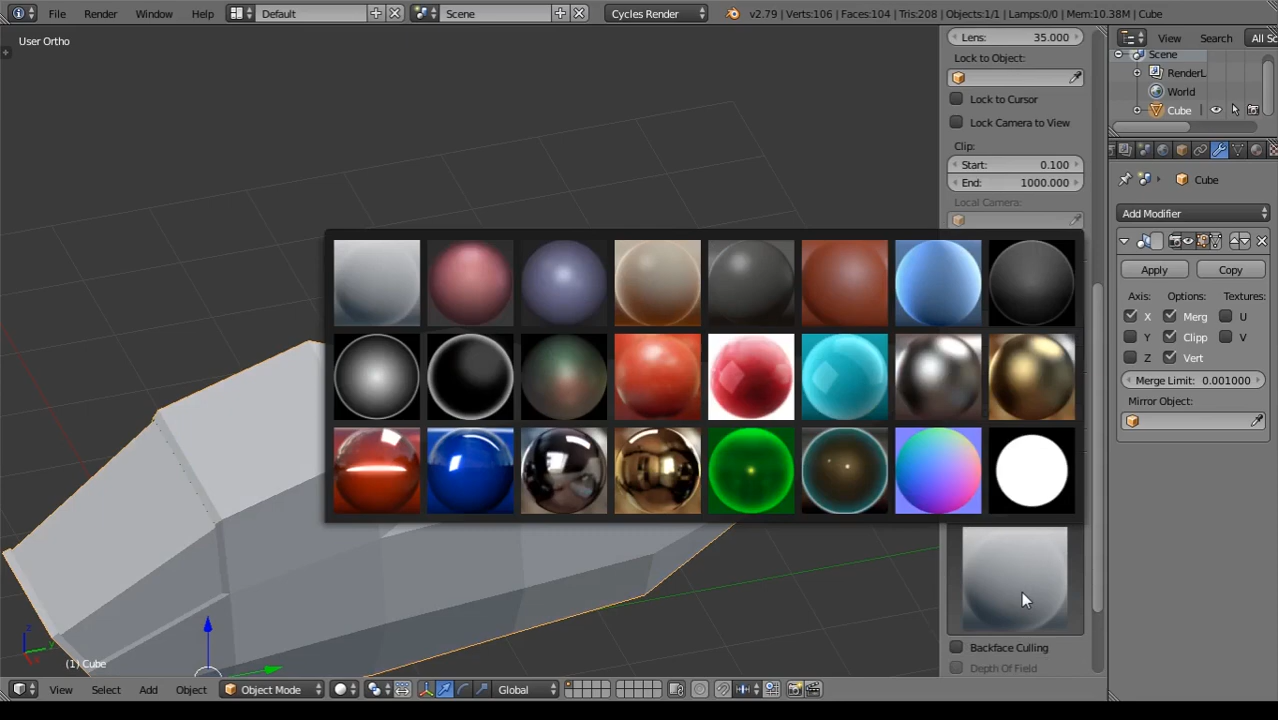 File Render Window Help Default Scene Cycles Render v2.79 | Verts:106 | Faces:104 | Tris:208 | Objects:1/1 | Lamps:0/0 | Mem:10.38M | Cube
User Ortho
Lens: 35.000
Lock to Object:
Lock to Cursor
Lock Camera to View
Clip:
Start: 0.100
End: 1000.000
Local Camera:
Backface Culling
Depth Of Field
View Search All Sc
Scene
RenderL
World
Cube
Cube
Add Modifier
Apply Copy
Axis: Options: Textures:
X Merg U
Y Clipp V
Z Vert
Merge Limit: 0.001000
Mirror Object:
z
y
x
(1) Cube
View Select Add Object Object Mode Global